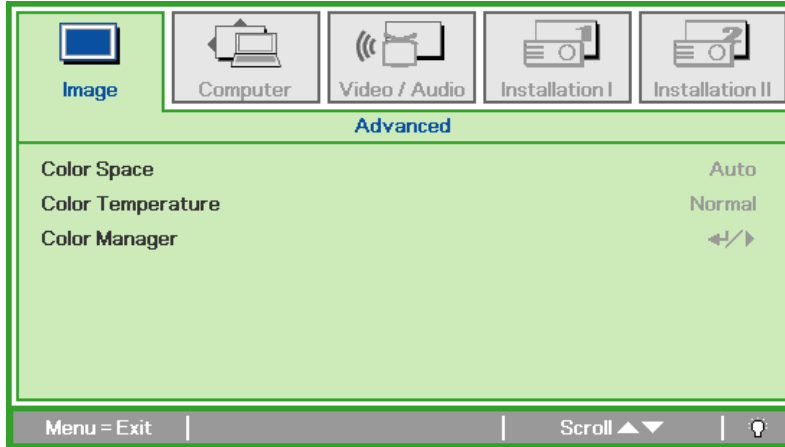 Image Computer Video / Audio Installation I Installation II
Advanced
Color Space Auto
Color Temperature Normal
Color Manager
Menu = Exit Scroll